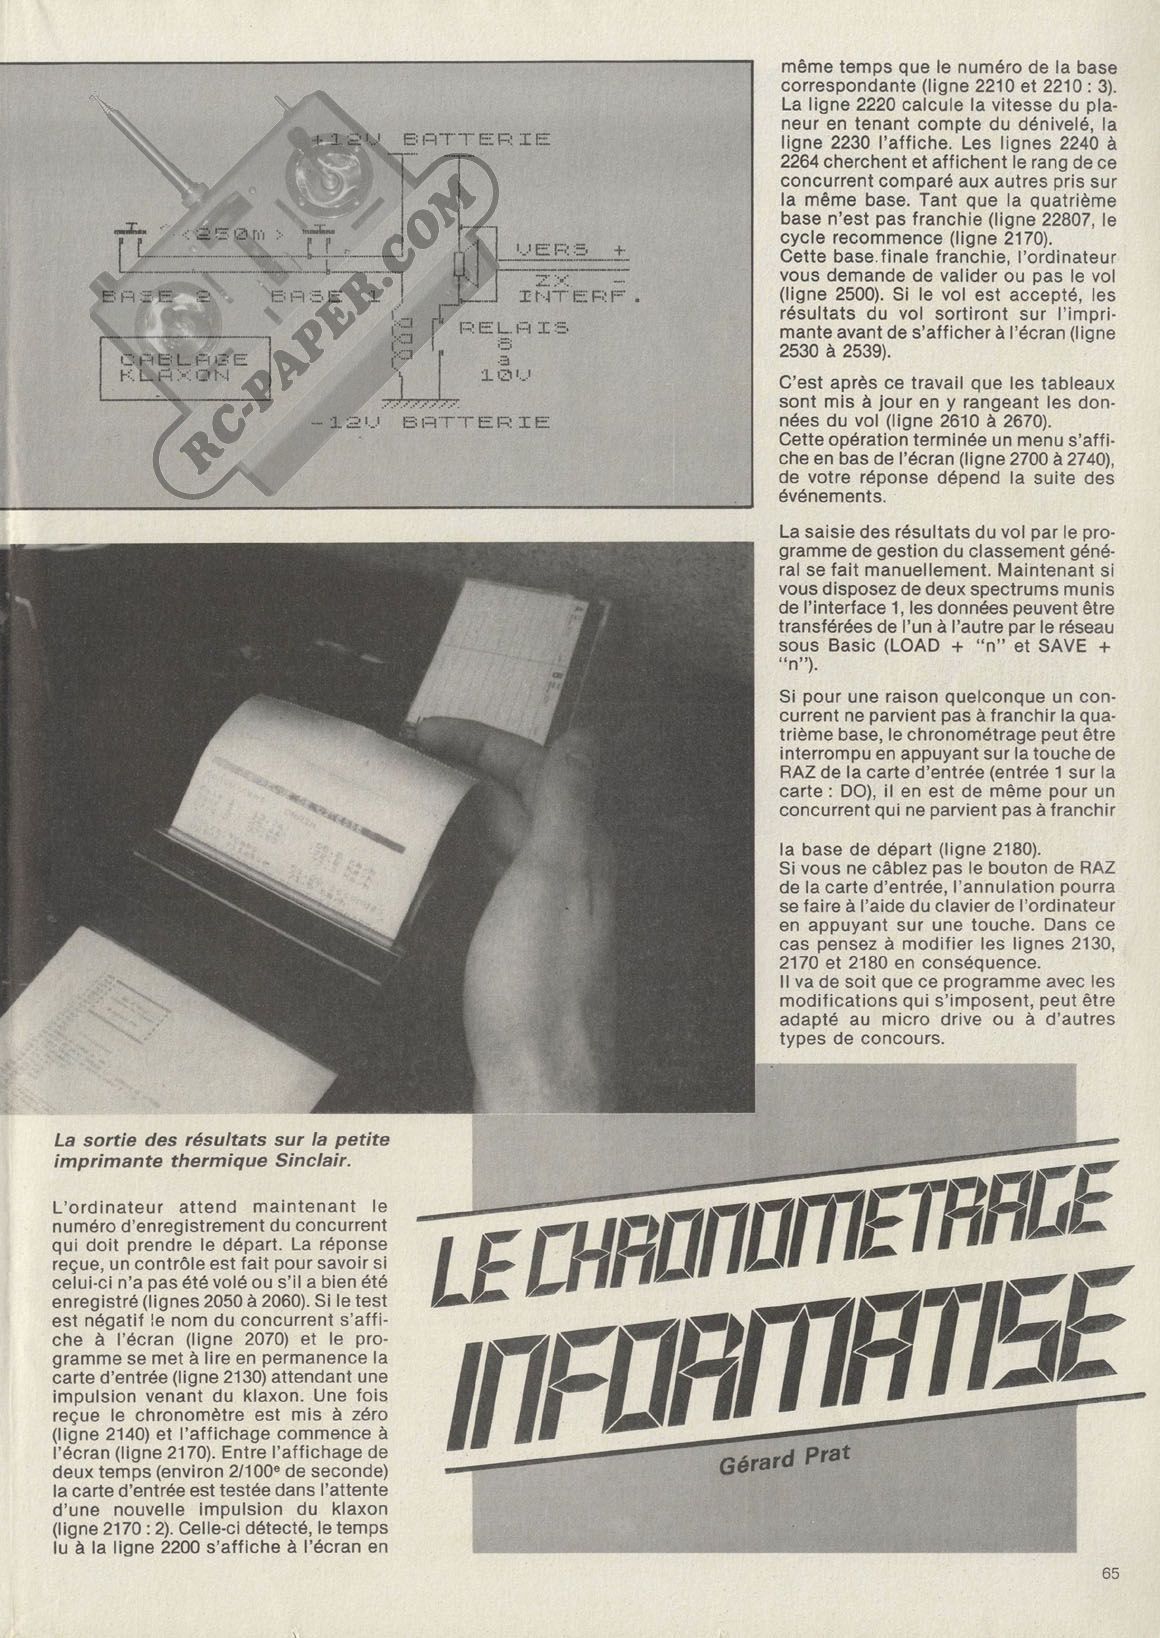 +12V BATTERIE
<250m>
VERS +
ZX -
BASE 2 BASE 1
INTERF.
RELAIS
8
à
10V
CABLAGE
KLAXON
-12V BATTERIE
RC-PAPER.COM
La sortie des résultats sur la petite
imprimante thermique Sinclair.
L'ordinateur attend maintenant le
numéro d'enregistrement du concurrent
qui doit prendre le départ. La réponse
reçue, un contrôle est fait pour savoir si
celui-ci n'a pas été volé ou s'il a bien été
enregistré (lignes 2050 à 2060). Si le test
est négatif le nom du concurrent s'affi-
che à l'écran (ligne 2070) et le pro-
gramme se met à lire en permanence la
carte d'entrée (ligne 2130) attendant une
impulsion venant du klaxon. Une fois
reçue le chronomètre est mis à zéro
(ligne 2140) et l'affichage commence à
l'écran (ligne 2170). Entre l'affichage de
deux temps (environ 2/100e de seconde)
la carte d'entrée est testée dans l'attente
d'une nouvelle impulsion du klaxon
(ligne 2170 : 2). Celle-ci détecté, le temps
lu à la ligne 2200 s'affiche à l'écran en
même temps que le numéro de la base
correspondante (ligne 2210 et 2210 : 3).
La ligne 2220 calcule la vitesse du pla-
neur en tenant compte du dénivelé, la
ligne 2230 l'affiche. Les lignes 2240 à
2264 cherchent et affichent le rang de ce
concurrent comparé aux autres pris sur
la même base. Tant que la quatrième
base n'est pas franchie (ligne 22807, le
cycle recommence (ligne 2170).
Cette base finale franchie, l'ordinateur
vous demande de valider ou pas le vol
(ligne 2500). Si le vol est accepté, les
résultats du vol sortiront sur l'impri-
mante avant de s'afficher à l'écran (ligne
2530 à 2539).
C'est après ce travail que les tableaux
sont mis à jour en y rangeant les don-
nées du vol (ligne 2610 à 2670).
Cette opération terminée un menu s'affi-
che en bas de l'écran (ligne 2700 à 2740),
de votre réponse dépend la suite des
événements.
La saisie des résultats du vol par le pro-
gramme de gestion du classement géné-
ral se fait manuellement. Maintenant si
vous disposez de deux spectrums munis
de l'interface 1, les données peuvent être
transférées de l'un à l'autre par le réseau
sous Basic (LOAD + "n" et SAVE +
"n").
Si pour une raison quelconque un con-
current ne parvient pas à franchir la qua-
trième base, le chronométrage peut être
interrompu en appuyant sur la touche de
RAZ de la carte d'entrée (entrée 1 sur la
carte : DO), il en est de même pour un
concurrent qui ne parvient pas à franchir
la base de départ (ligne 2180).
Si vous ne câblez pas le bouton de RAZ
de la carte d'entrée, l'annulation pourra
se faire à l'aide du clavier de l'ordinateur
en appuyant sur une touche. Dans ce
cas pensez à modifier les lignes 2130,
2170 et 2180 en conséquence.
Il va de soit que ce programme avec les
modifications qui s'imposent, peut être
adapté au micro drive ou à d'autres
types de concours.
LE CHRONOMETRAGE
INFORMATISE
Gérard Prat
65